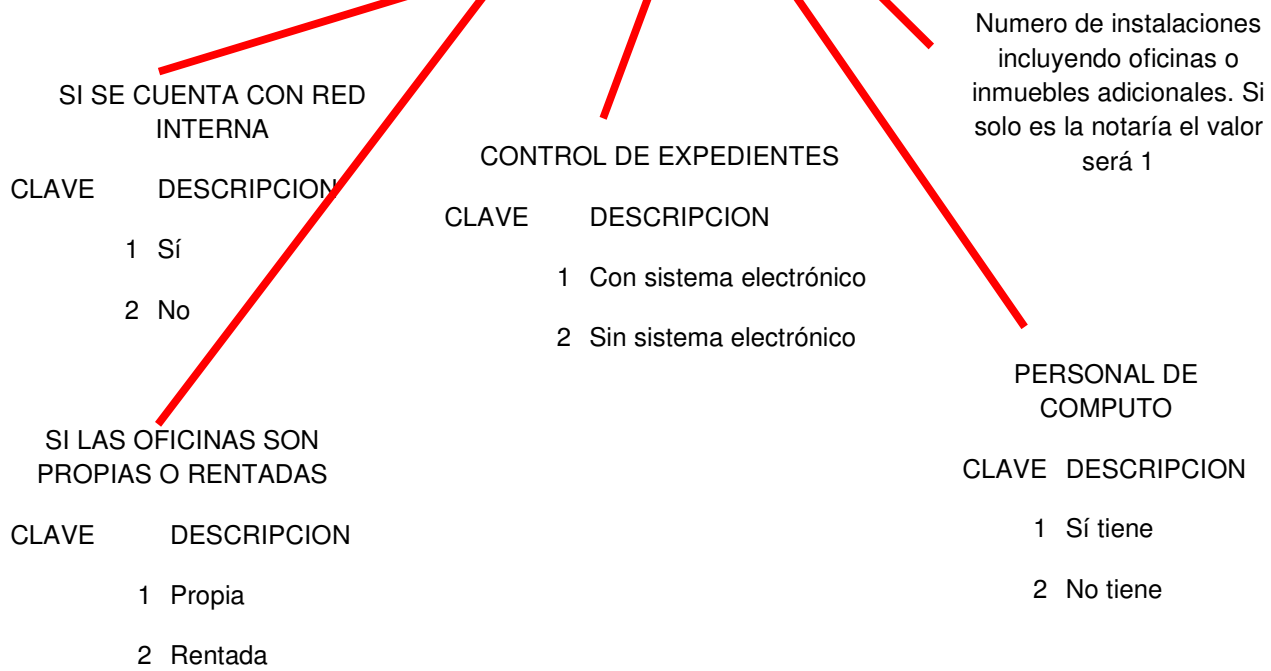 Numero de instalaciones
incluyendo oficinas o
inmuebles adicionales. Si
solo es la notaría el valor
será 1
SI SE CUENTA CON RED
INTERNA
CLAVE DESCRIPCION
1 Sí
2 No
CONTROL DE EXPEDIENTES
CLAVE DESCRIPCION
1 Con sistema electrónico
2 Sin sistema electrónico
PERSONAL DE
COMPUTO
CLAVE DESCRIPCION
1 Sí tiene
2 No tiene
SI LAS OFICINAS SON
PROPIAS O RENTADAS
CLAVE DESCRIPCION
1 Propia
2 Rentada